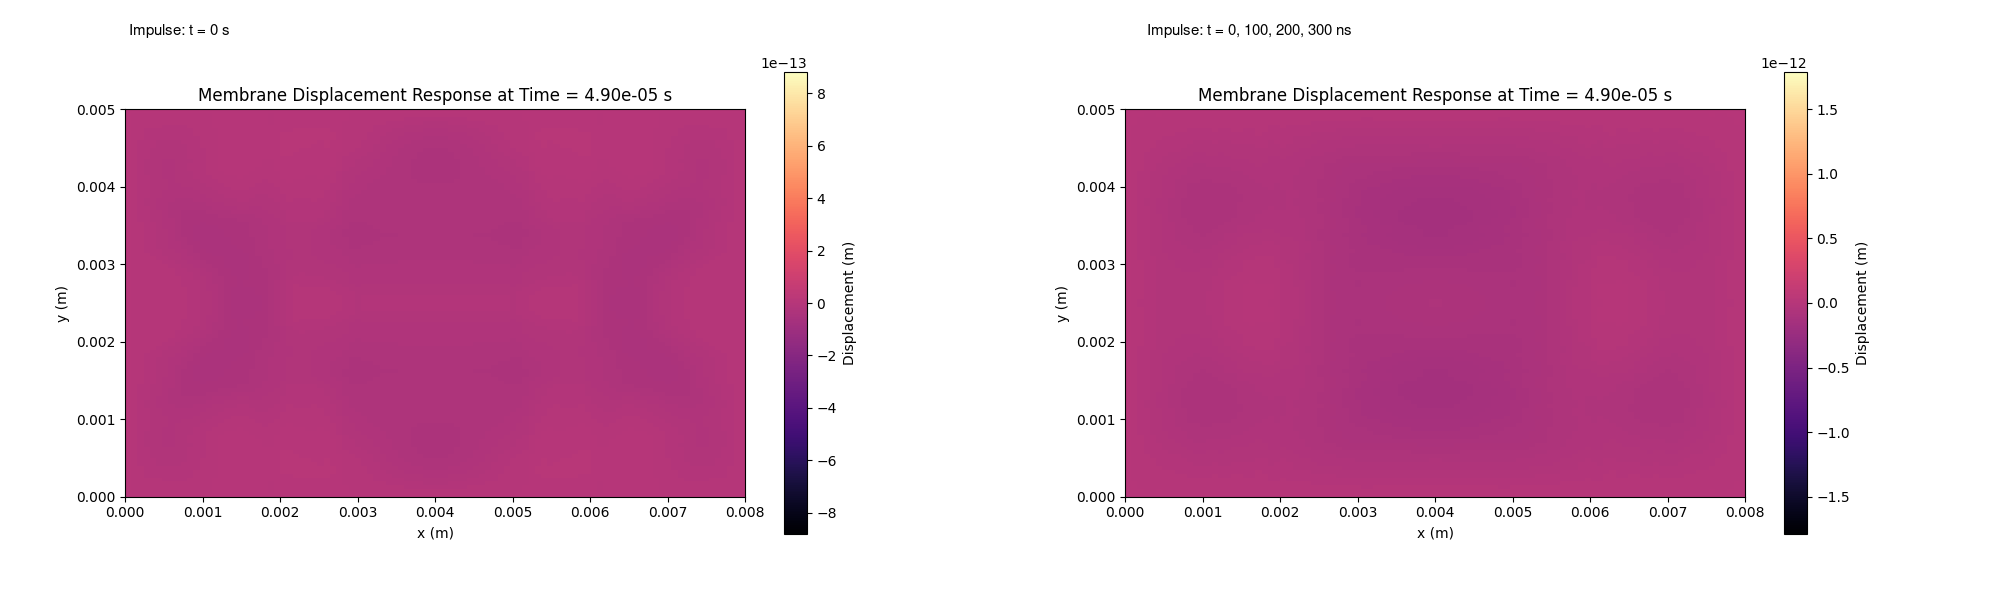 Impulse: t = 0 s
1e−13
Membrane Displacement Response at Time = 4.90e-05 s
0.005
0.004
0.003
0.002
0.001
0.000
y (m)
0.000 0.001 0.002 0.003 0.004 0.005 0.006 0.007 0.008
x (m)
8
6
4
2
0
−2
−4
−6
−8
Displacement (m)
Impulse: t = 0, 100, 200, 300 ns
1e−12
Membrane Displacement Response at Time = 4.90e-05 s
0.005
0.004
0.003
0.002
0.001
0.000
y (m)
0.000 0.001 0.002 0.003 0.004 0.005 0.006 0.007 0.008
x (m)
1.5
1.0
0.5
0.0
−0.5
−1.0
−1.5
Displacement (m)